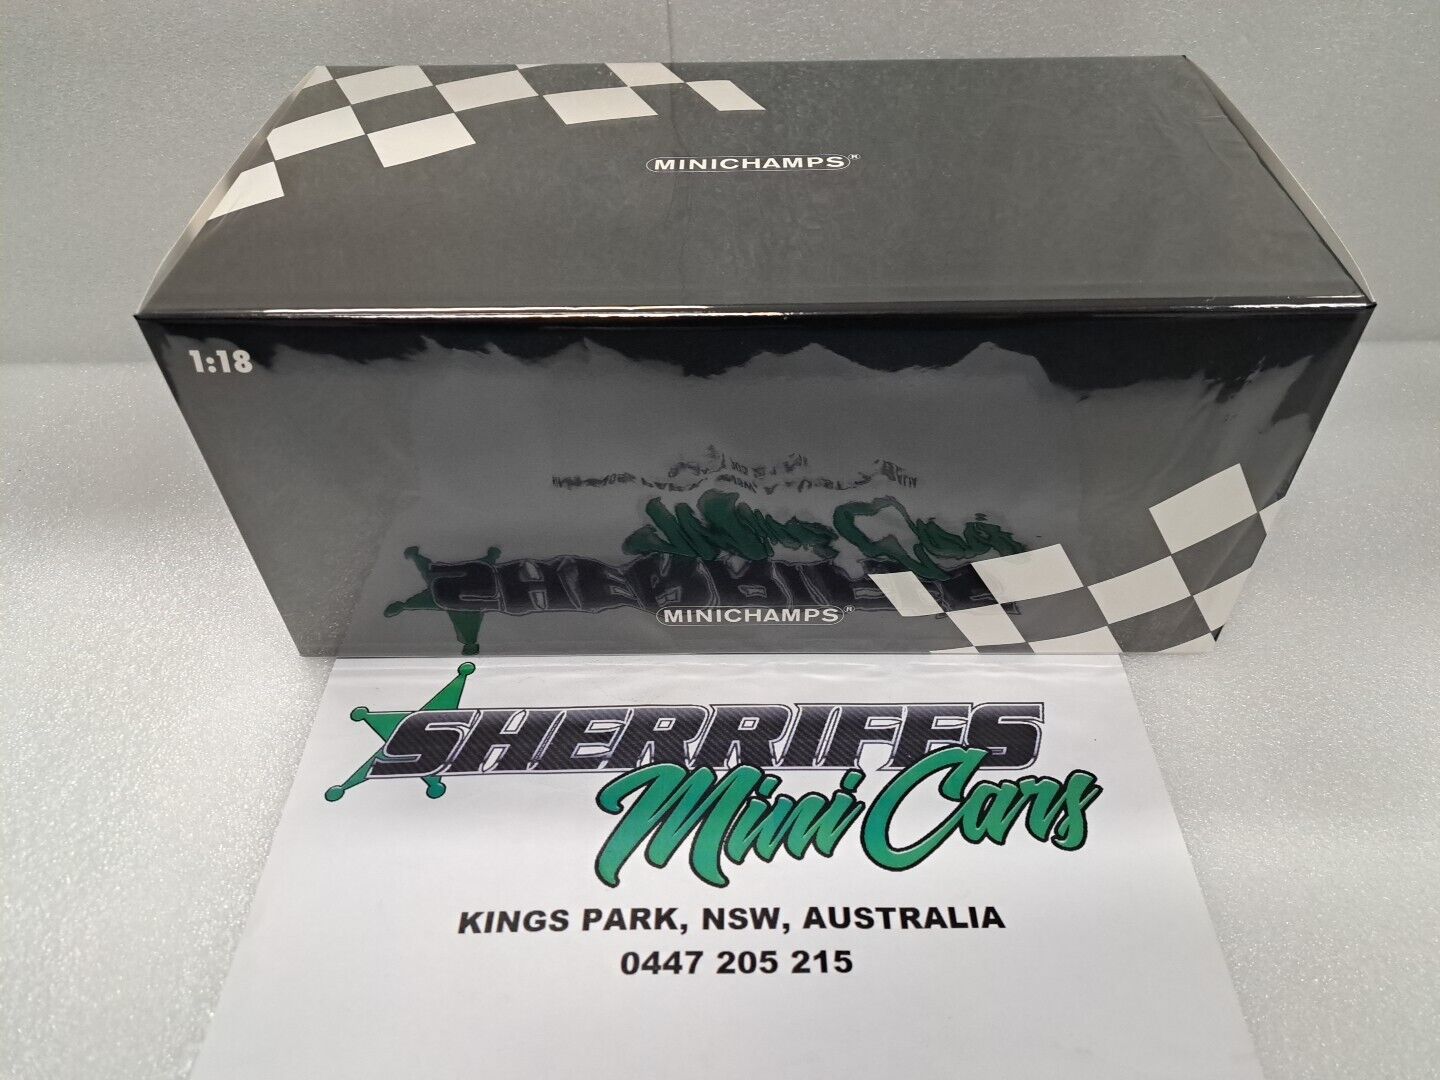 MINICHAMPS®
1:18
MINICHAMPS®
SHERRIFFS
Mini Cars
KINGS PARK, NSW, AUSTRALIA
0447 205 215